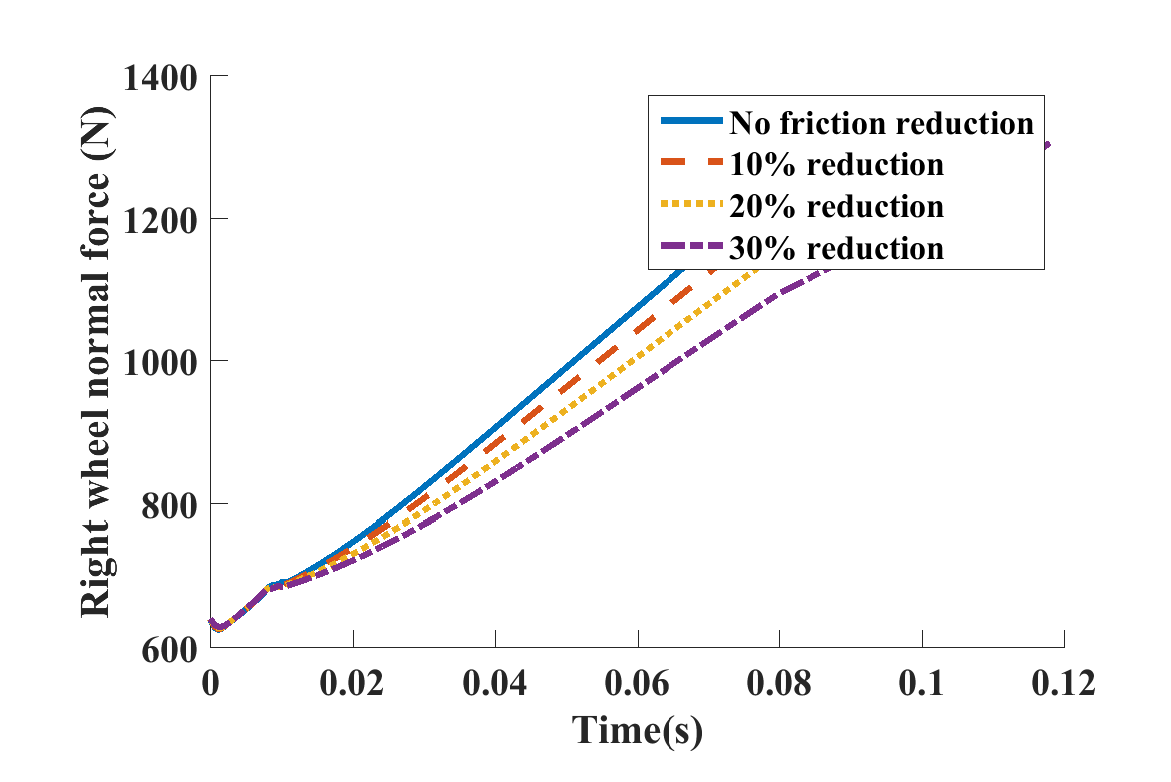 1400
1200
1000
800
600
Right wheel normal force (N)
No friction reduction
10% reduction
20% reduction
30% reduction
0
0.02
0.04
0.06
0.08
0.1
0.12
Time(s)